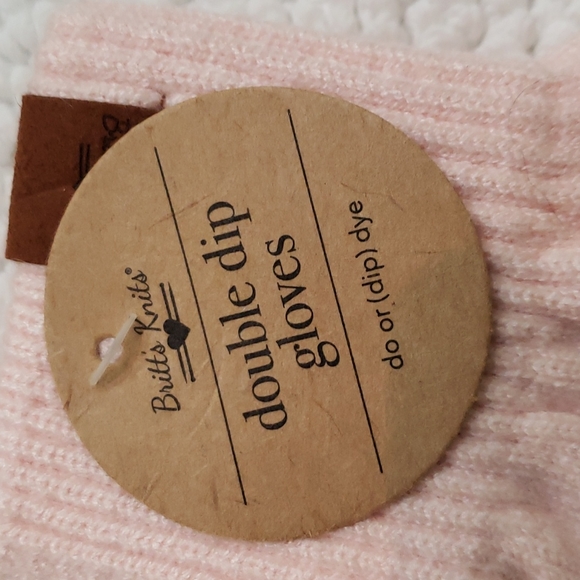 Britt's Knits®
double dip
gloves
do or (dip) dye